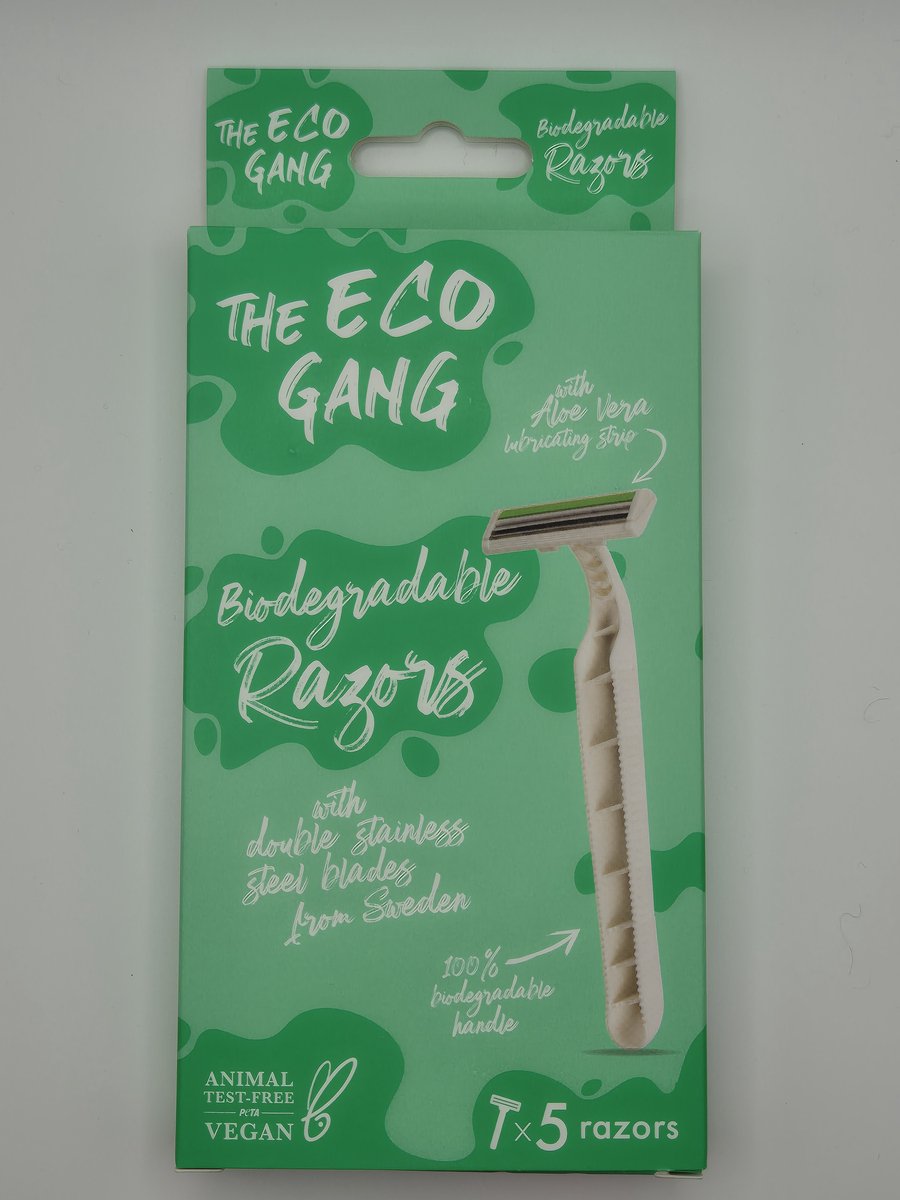 THE ECO
GANG
Biodegradable
Razors
THE ECO
GANG
with
Aloe Vera
lubricating strip
Biodegradable
Razors
with
double stainless
steel blades
from Sweden
100%
biodegradable
handle
ANIMAL
TEST-FREE
PeTA
VEGAN
x5 razors